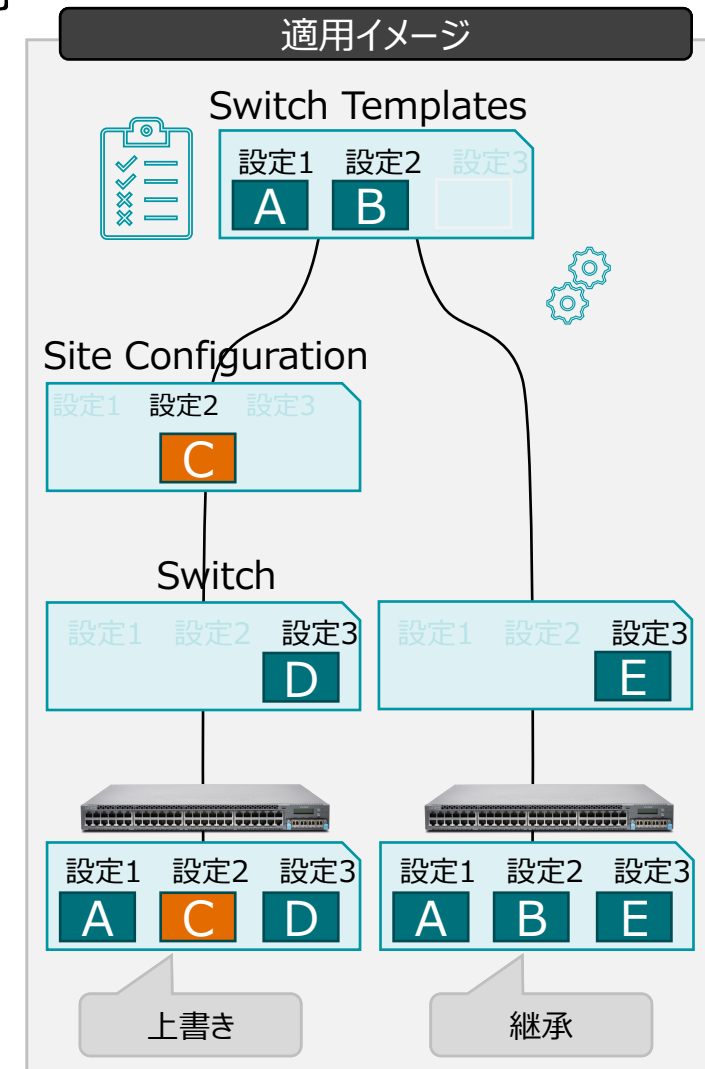 適用イメージ
Switch Templates
設定1 設定2 設定3
A B
Site Configuration
設定1 設定2 設定3
C
Switch
設定1 設定2 設定3
D
設定1 設定2 設定3
E
設定1 設定2 設定3
A C D
設定1 設定2 設定3
A B E
上書き
継承